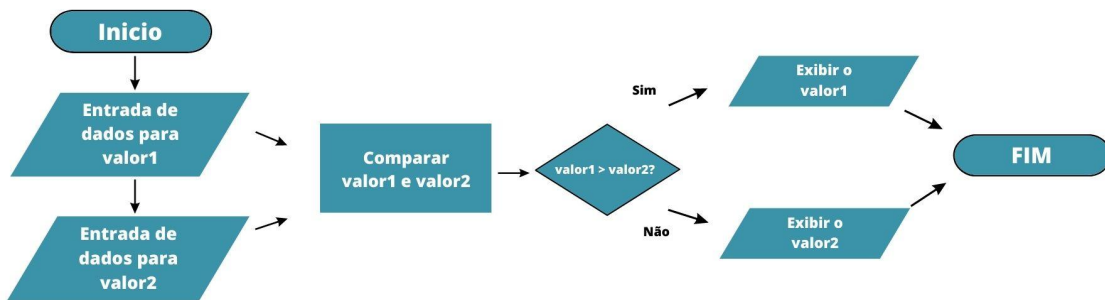 Inicio
Entrada de
dados para
valor1
Entrada de
dados para
valor2
Comparar
valor1 e valor2
valor1 > valor2?
Sim
Não
Exibir o
valor1
Exibir o
valor2
FIM